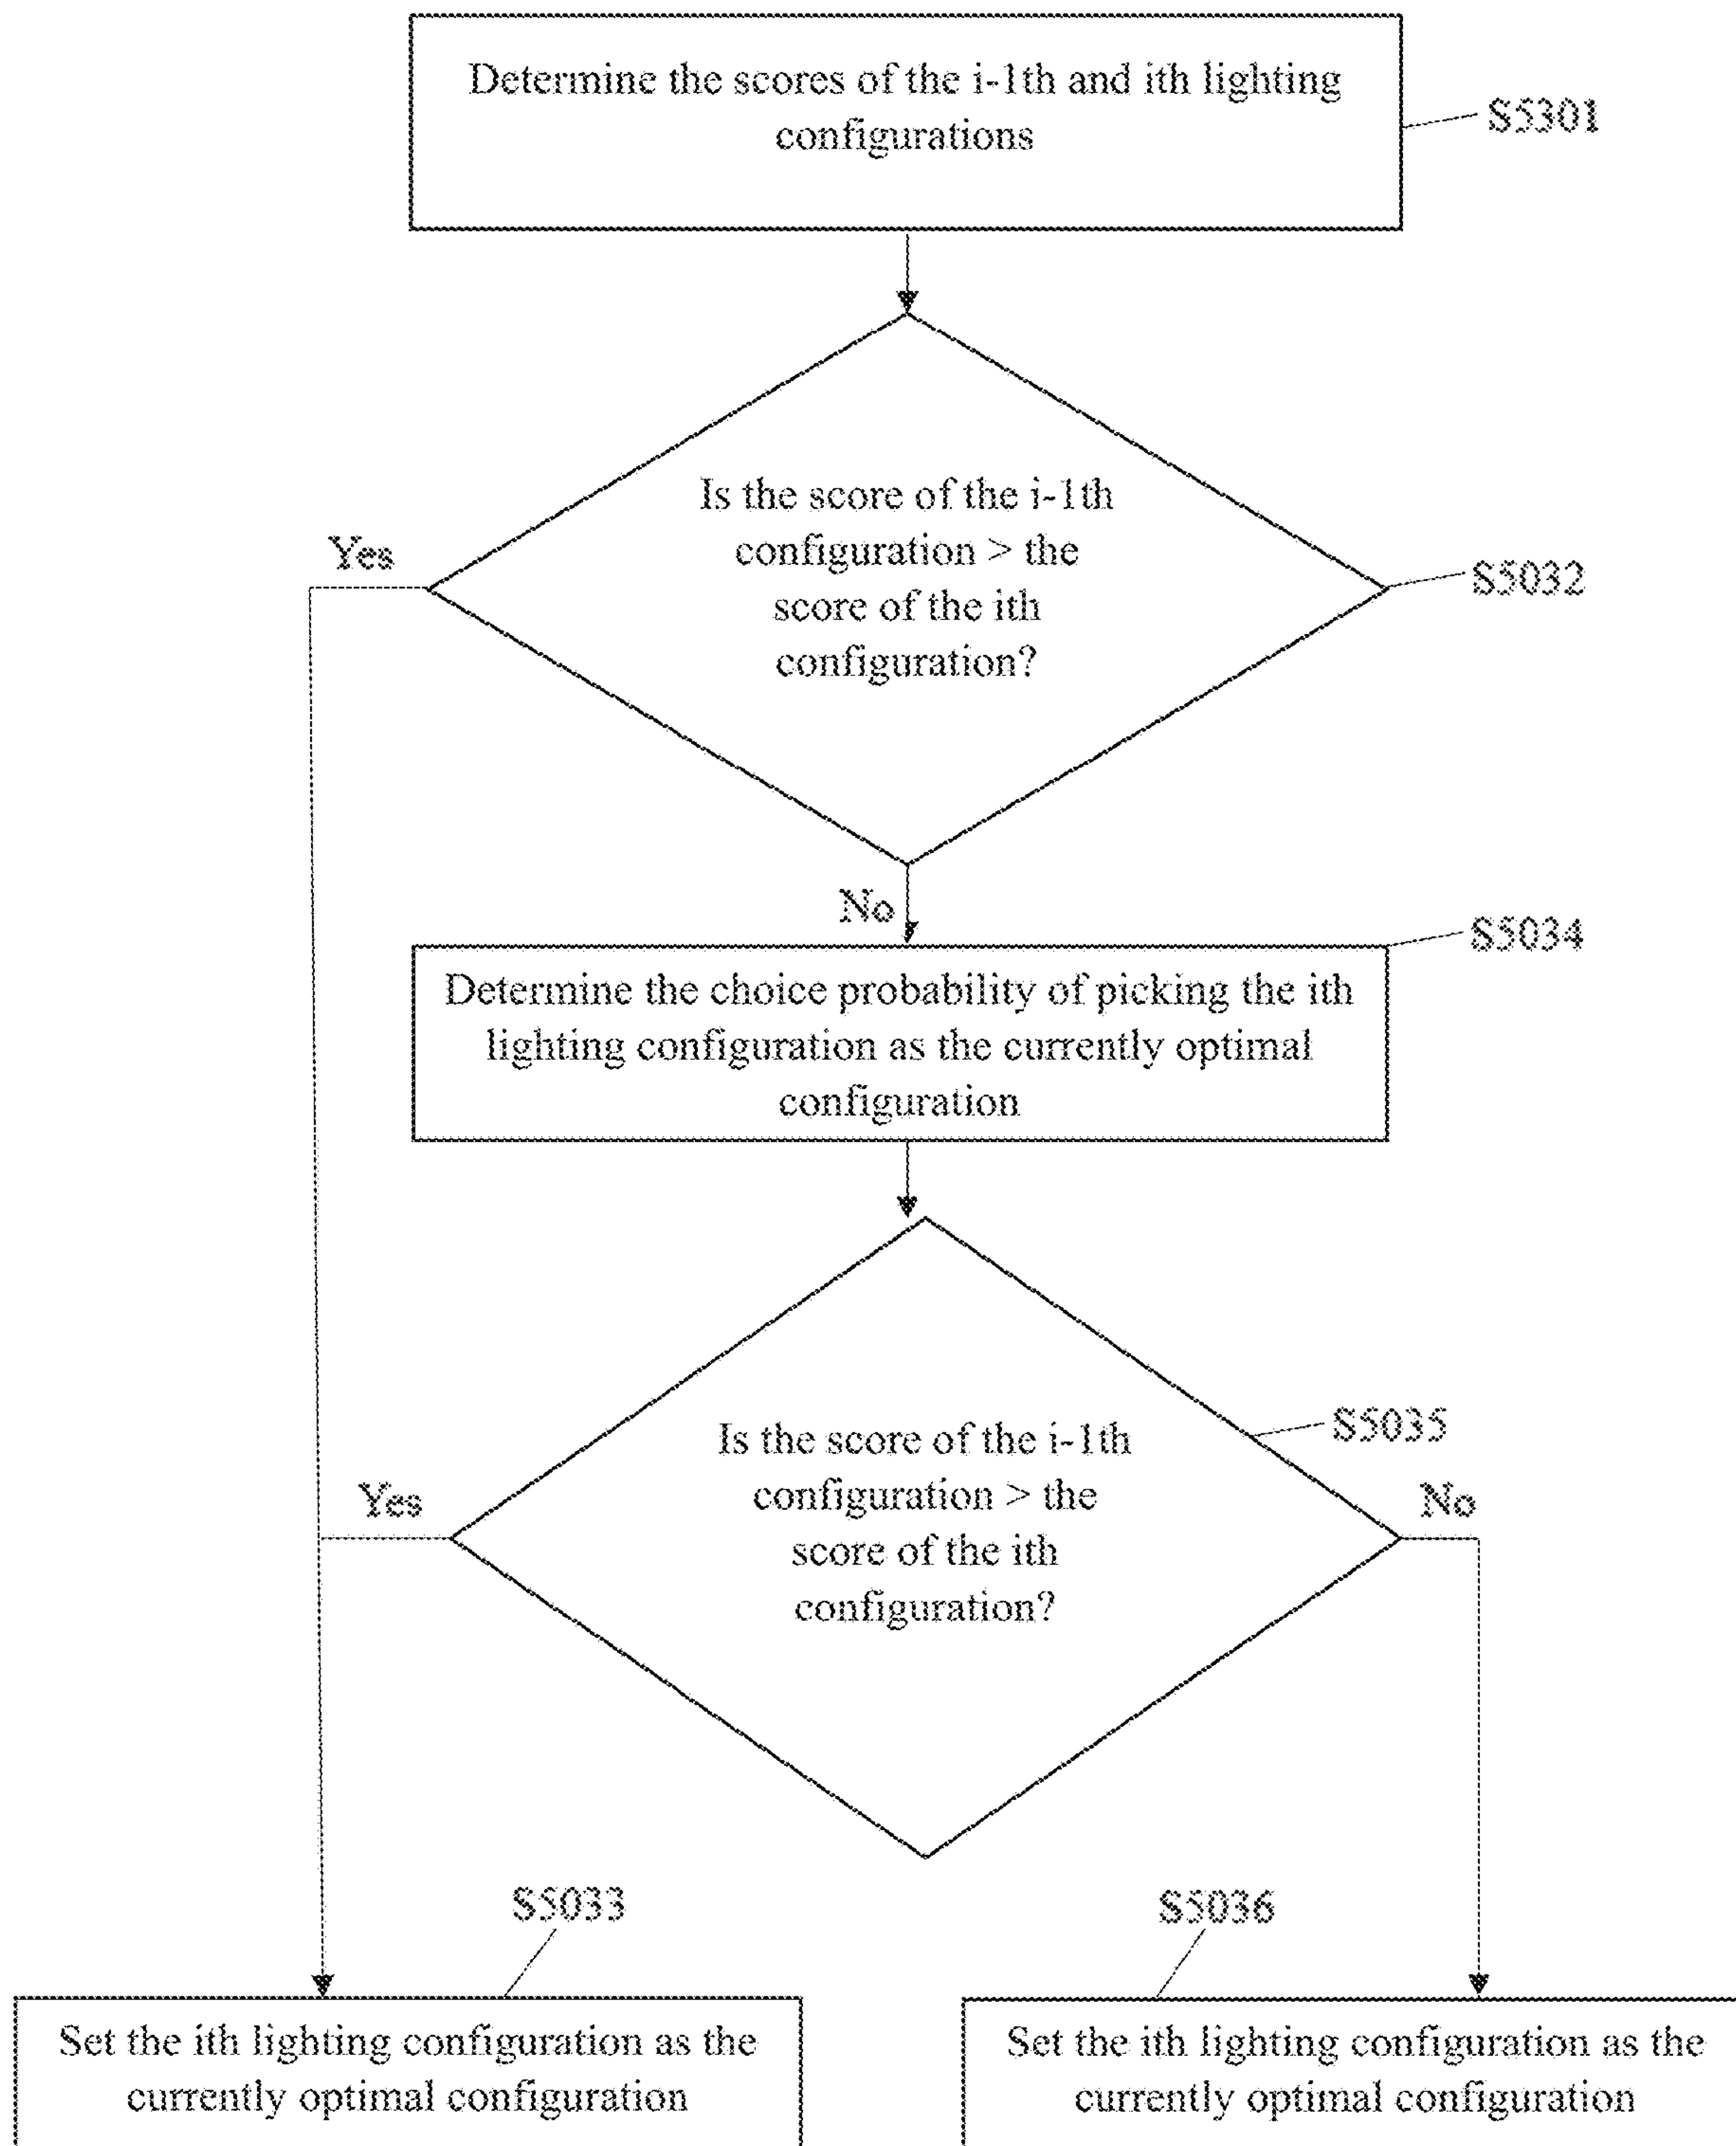 Determine the scores of the i-1th and ith lighting
configurations
S5301
Is the score of the i-1th
configuration > the
score of the ith
configuration?
Yes
S5032
No
S5034
Determine the choice probability of picking the ith
lighting configuration as the currently optimal
configuration
Is the score of the i-1th
configuration > the
score of the ith
configuration?
S5035
Yes
No
S5033
S5036
Set the ith lighting configuration as the
currently optimal configuration
Set the ith lighting configuration as the
currently optimal configuration